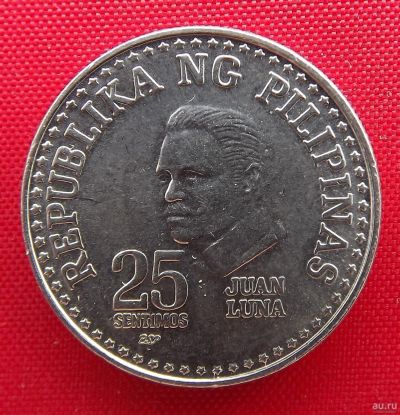 REPUBLIKA NG PILIPINAS
25
SENTIMOS
JUAN
LUNA
au.ru